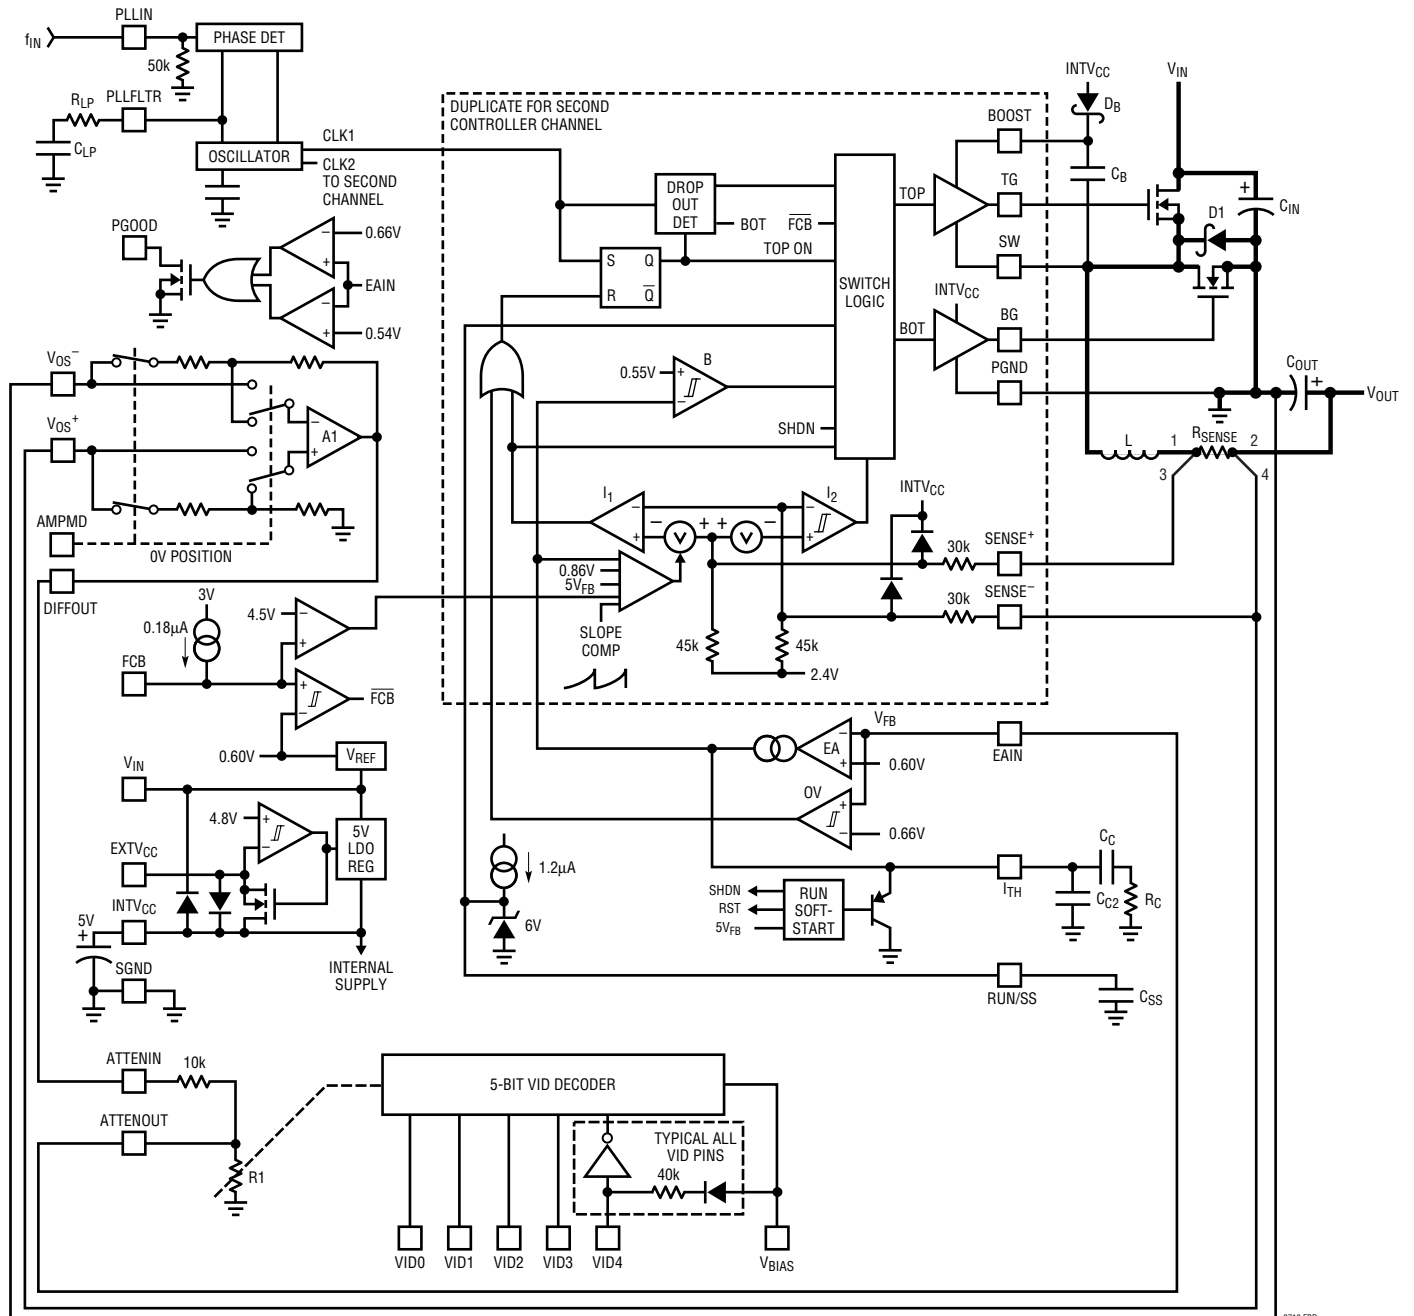 PLLIN
fIN
PHASE DET
50k
RLP
PLLFLTR
CLP
OSCILLATOR
CLK1
CLK2
TO SECOND
CHANNEL
PGOOD
0.66V
EAIN
0.54V
VOS−
VOS+
A1
AMPMD
0V POSITION
DIFFOUT
3V
0.18µA
4.5V
FCB
FCB
0.60V
VREF
VIN
4.8V
5V
LDO
REG
EXTVCC
INTVCC
5V
+
SGND
INTERNAL
SUPPLY
DUPLICATE FOR SECOND
CONTROLLER CHANNEL
DROP
OUT
DET
BOT
FCB
TOP ON
S Q
R Q
SWITCH
LOGIC
B
0.55V
SHDN
I1
I2
0.86V
5VFB
SLOPE
COMP
45k
45k
2.4V
INTVCC
30k
SENSE+
30k
SENSE−
TOP
BOT
INTVCC
BOOST
TG
SW
BG
PGND
INTVCC
DB
CB
VIN
+
CIN
D1
COUT
+
VOUT
L
1
RSENSE
2
3
4
VFB
EA
0.60V
EAIN
OV
0.66V
1.2µA
6V
SHDN
RST
5VFB
RUN
SOFT-
START
ITH
CC
CC2
RC
RUN/SS
CSS
ATTENIN
10k
ATTENOUT
R1
5-BIT VID DECODER
TYPICAL ALL
VID PINS
40k
VID0
VID1
VID2
VID3
VID4
VBIAS